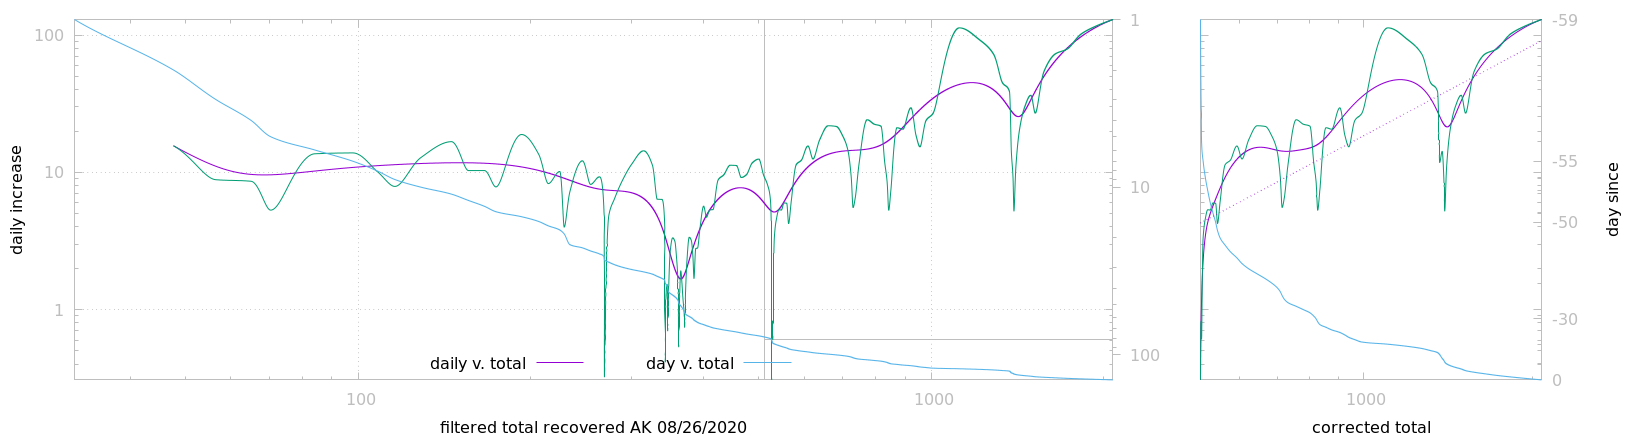 100
10
1
daily increase
1
10
100
day since
-59
-55
-50
-30
0
daily v. total
day v. total
100
1000
1000
filtered total recovered AK 08/26/2020
corrected total